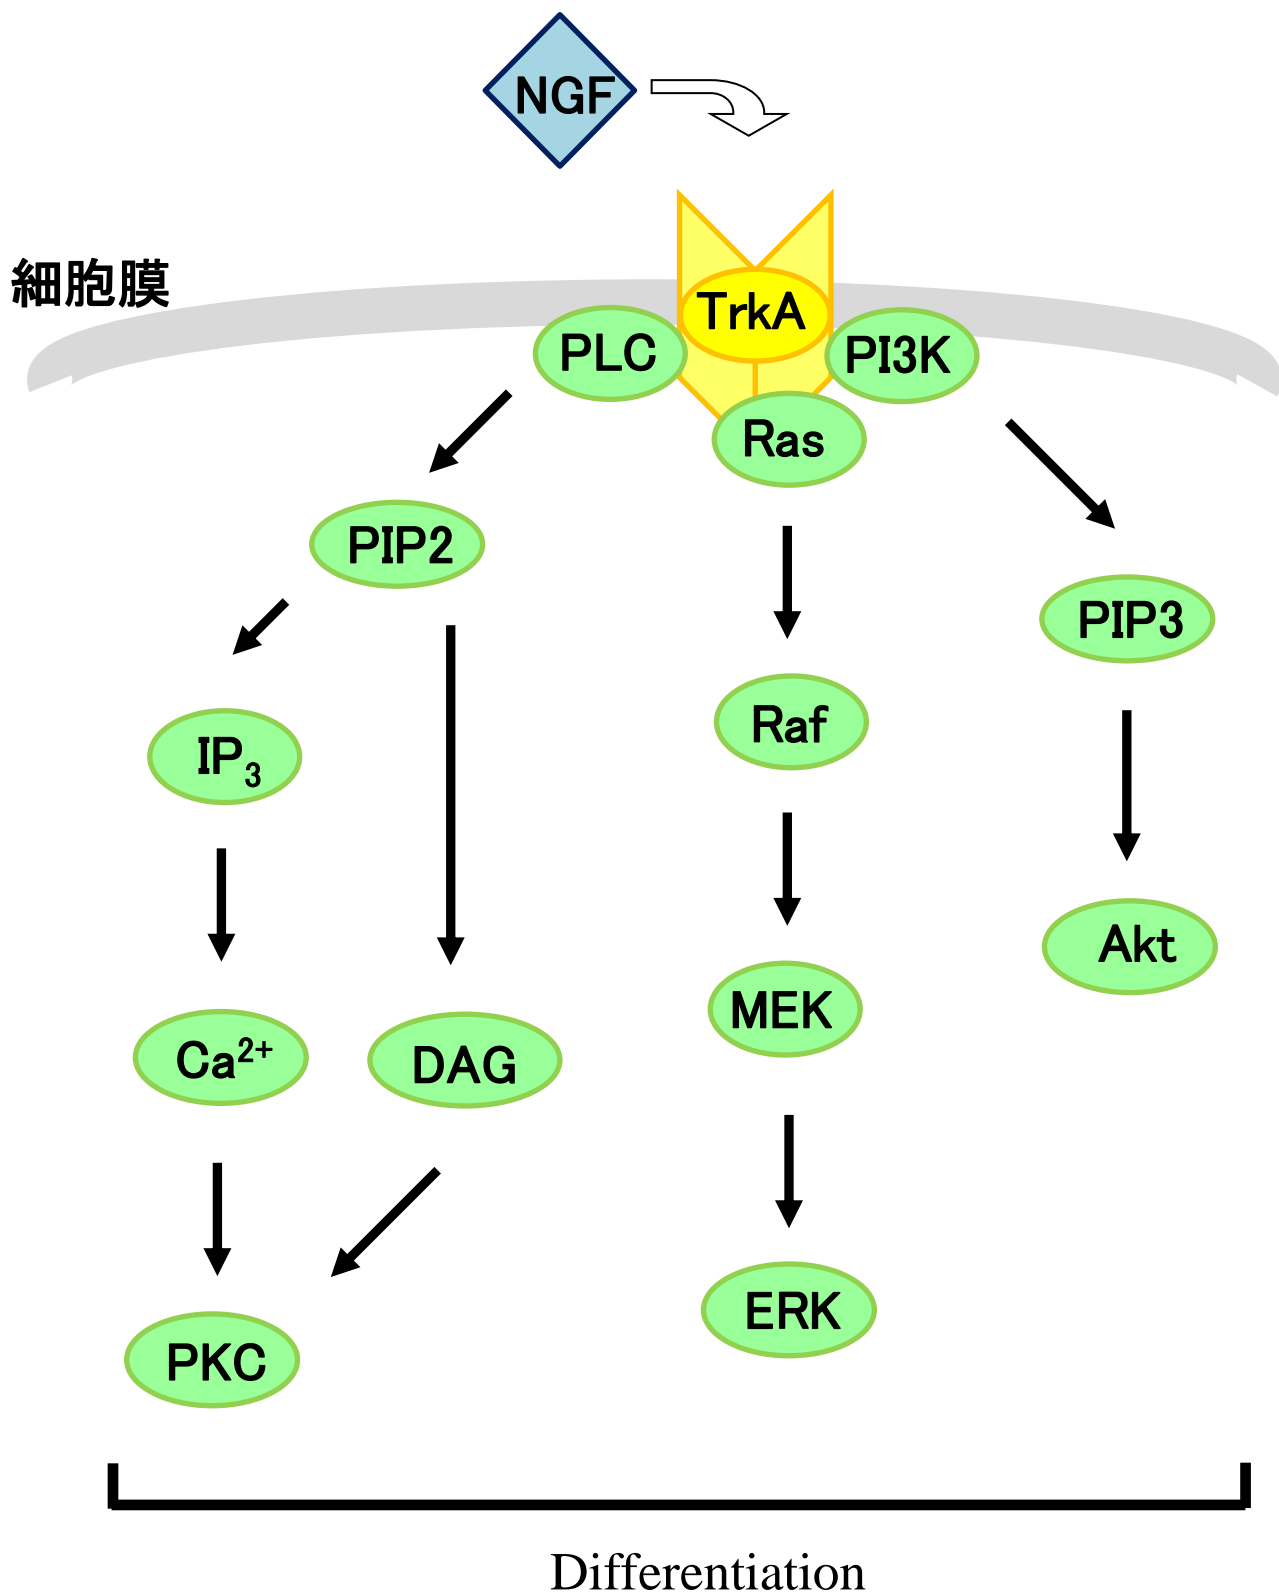 NGF
細胞膜
TrkA
PLC
PI3K
Ras
PIP2
PIP3
Raf
IP₃
Akt
MEK
Ca²⁺
DAG
ERK
PKC
Differentiation